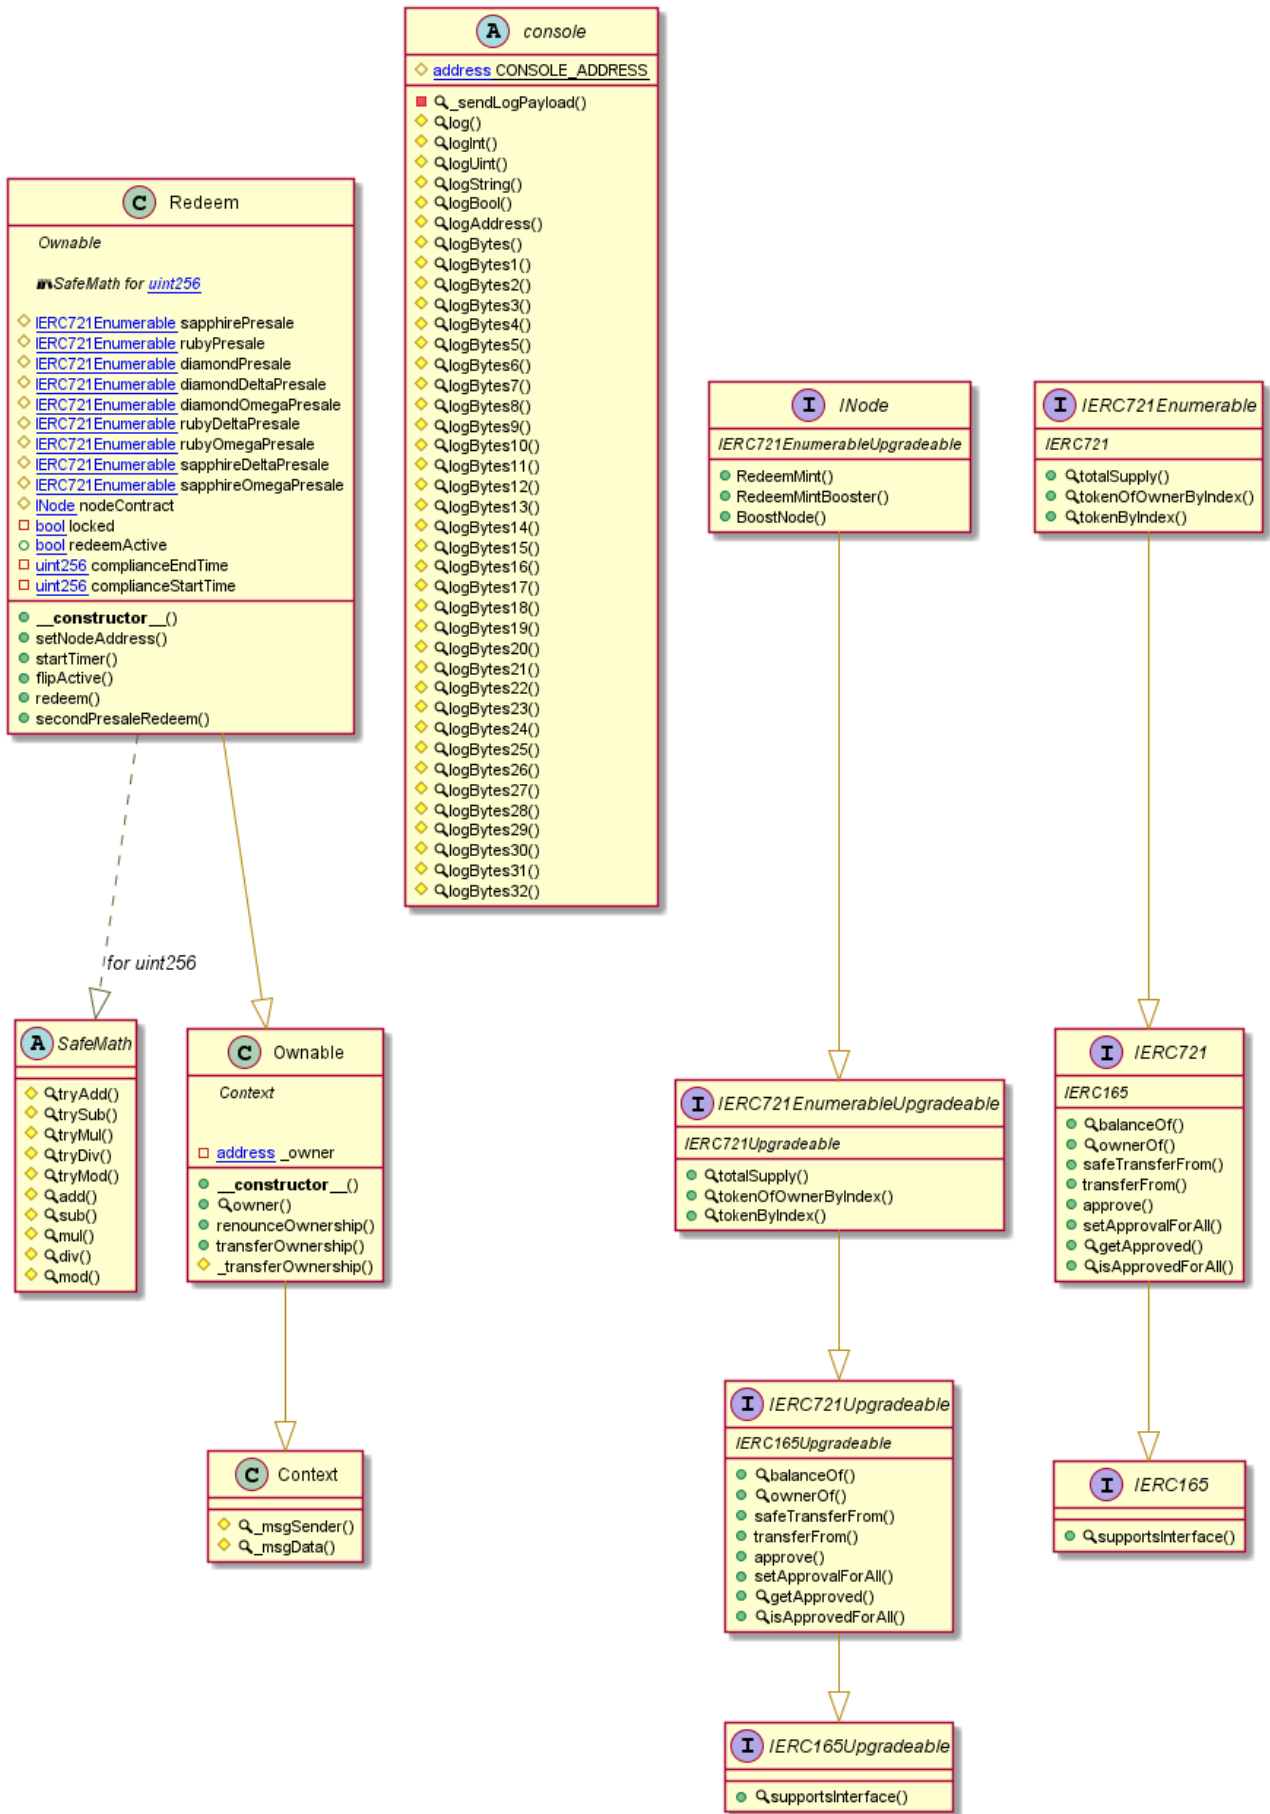 A console
address CONSOLE_ADDRESS
_sendLogPayload()
log()
logInt()
logUint()
logString()
logBool()
logAddress()
logBytes()
logBytes1()
logBytes2()
logBytes3()
logBytes4()
logBytes5()
logBytes6()
logBytes7()
logBytes8()
logBytes9()
logBytes10()
logBytes11()
logBytes12()
logBytes13()
logBytes14()
logBytes15()
logBytes16()
logBytes17()
logBytes18()
logBytes19()
logBytes20()
logBytes21()
logBytes22()
logBytes23()
logBytes24()
logBytes25()
logBytes26()
logBytes27()
logBytes28()
logBytes29()
logBytes30()
logBytes31()
logBytes32()
C Redeem
Ownable
SafeMath for uint256
IERC721Enumerable sapphirePresale
IERC721Enumerable rubyPresale
IERC721Enumerable diamondPresale
IERC721Enumerable diamondDeltaPresale
IERC721Enumerable diamondOmegaPresale
IERC721Enumerable rubyDeltaPresale
IERC721Enumerable rubyOmegaPresale
IERC721Enumerable sapphireDeltaPresale
IERC721Enumerable sapphireOmegaPresale
INode nodeContract
bool locked
bool redeemActive
uint256 complianceEndTime
uint256 complianceStartTime
__constructor__()
setNodeAddress()
startTimer()
flipActive()
redeem()
secondPresaleRedeem()
I INode
IERC721EnumerableUpgradeable
RedeemMint()
RedeemMintBooster()
BoostNode()
I IERC721Enumerable
IERC721
totalSupply()
tokenOfOwnerByIndex()
tokenByIndex()
for uint256
A SafeMath
tryAdd()
trySub()
tryMul()
tryDiv()
tryMod()
add()
sub()
mul()
div()
mod()
C Ownable
Context
address _owner
__constructor__()
owner()
renounceOwnership()
transferOwnership()
_transferOwnership()
I IERC721EnumerableUpgradeable
IERC721Upgradeable
totalSupply()
tokenOfOwnerByIndex()
tokenByIndex()
I IERC721
IERC165
balanceOf()
ownerOf()
safeTransferFrom()
transferFrom()
approve()
setApprovalForAll()
getApproved()
isApprovedForAll()
C Context
_msgSender()
_msgData()
I IERC721Upgradeable
IERC165Upgradeable
balanceOf()
ownerOf()
safeTransferFrom()
transferFrom()
approve()
setApprovalForAll()
getApproved()
isApprovedForAll()
I IERC165
supportsInterface()
I IERC165Upgradeable
supportsInterface()